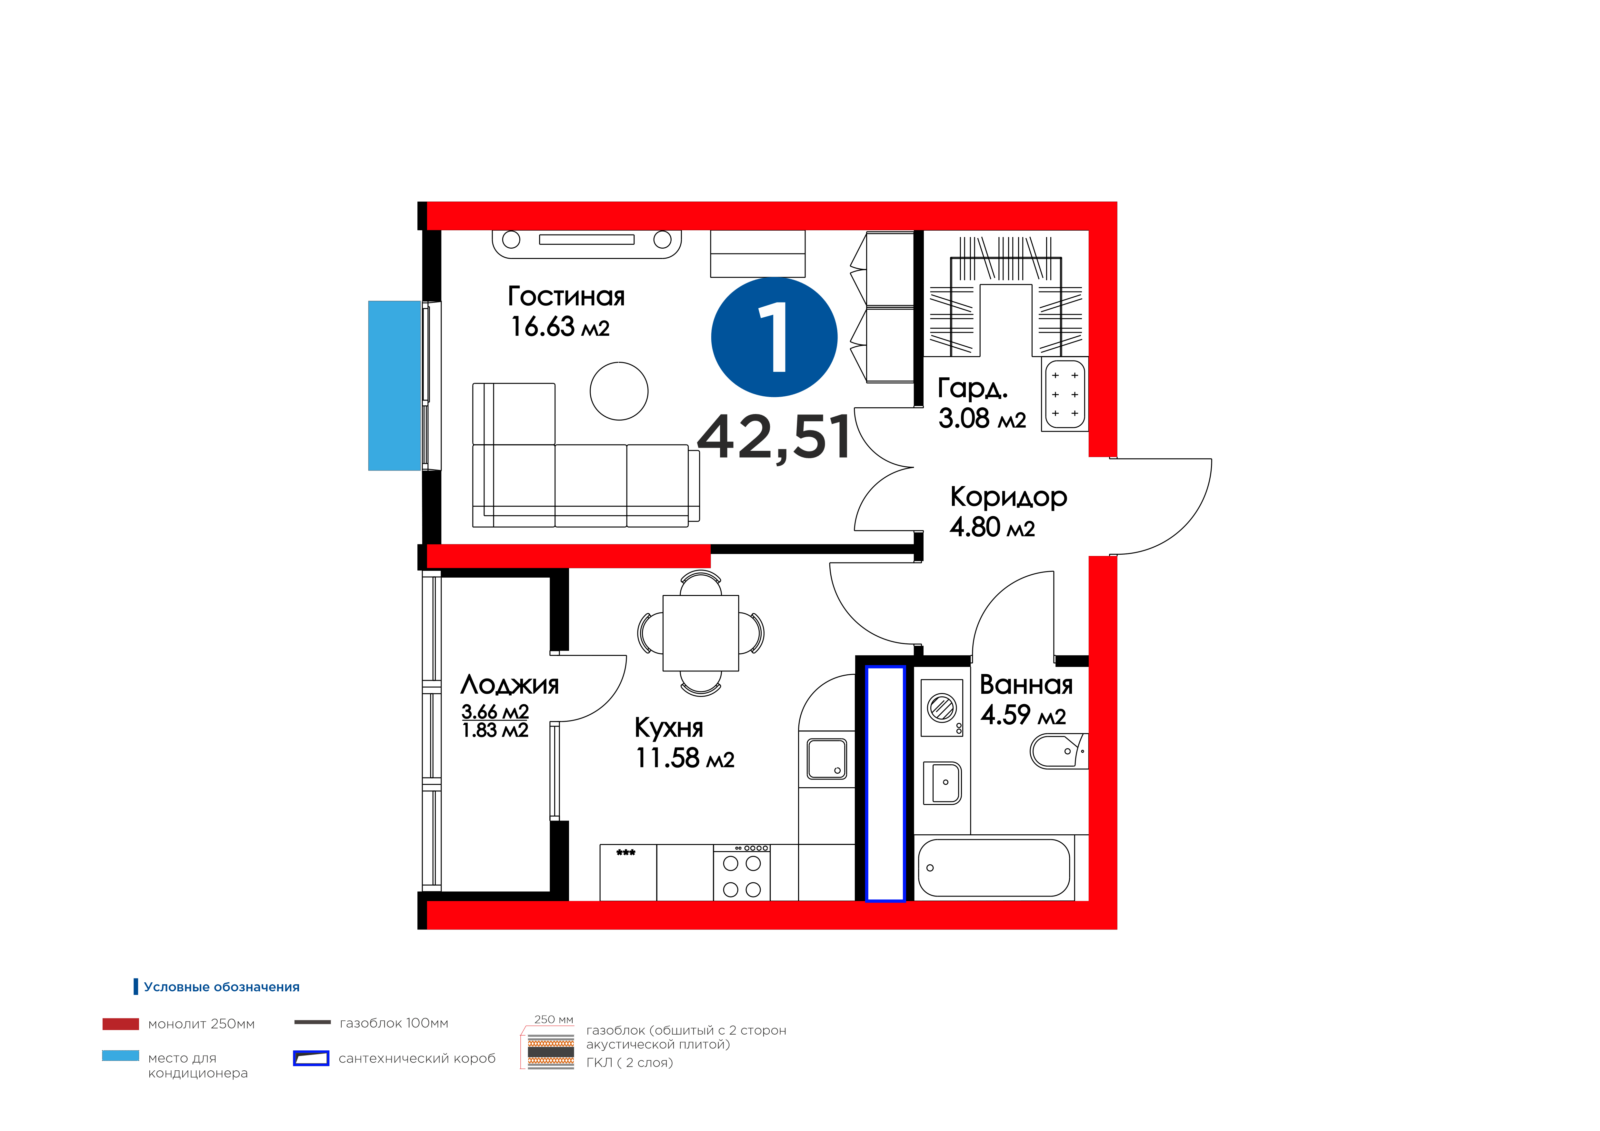 Гостиная
16.63 м2
1
42,51
Гард.
3.08 м2
Коридор
4.80 м2
Лоджия
3.66 м2
1.83 м2
Кухня
11.58 м2
Ванная
4.59 м2
***
Условные обозначения
монолит 250мм
газоблок 100мм
250 мм
газоблок (обшитый с 2 сторон
акустической плитой)
ГКЛ ( 2 слоя)
место для
кондиционера
сантехнический короб